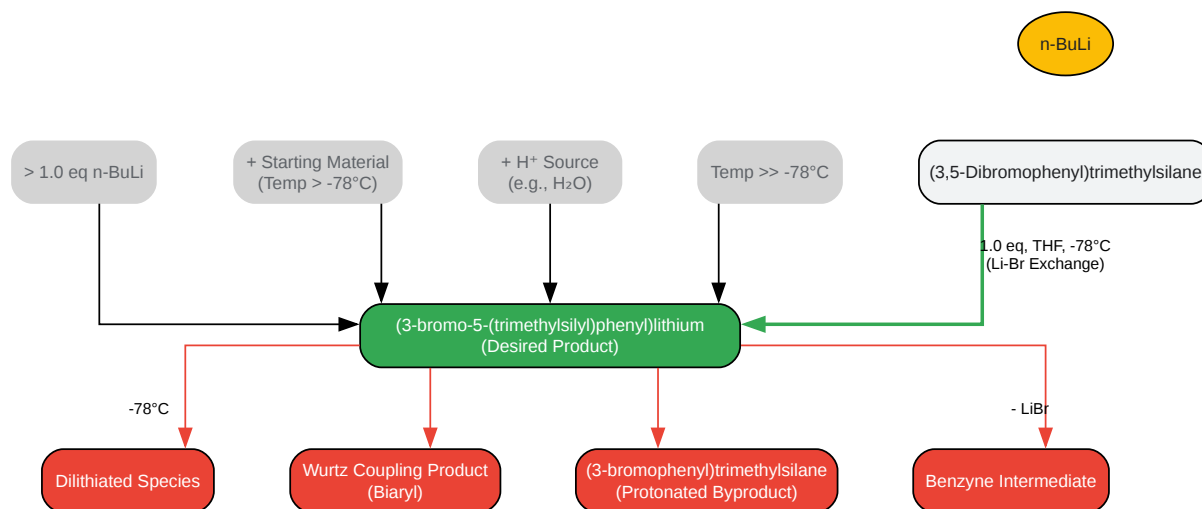 n-BuLi
> 1.0 eq n-BuLi
+ Starting Material
(Temp > -78°C)
+ H⁺ Source
(e.g., H₂O)
Temp >> -78°C
(3,5-Dibromophenyl)trimethylsilane
1.0 eq, THF, -78°C
(Li-Br Exchange)
(3-bromo-5-(trimethylsilyl)phenyl)lithium
(Desired Product)
-78°C
- LiBr
Dilithiated Species
Wurtz Coupling Product
(Biaryl)
(3-bromophenyl)trimethylsilane
(Protonated Byproduct)
Benzyne Intermediate